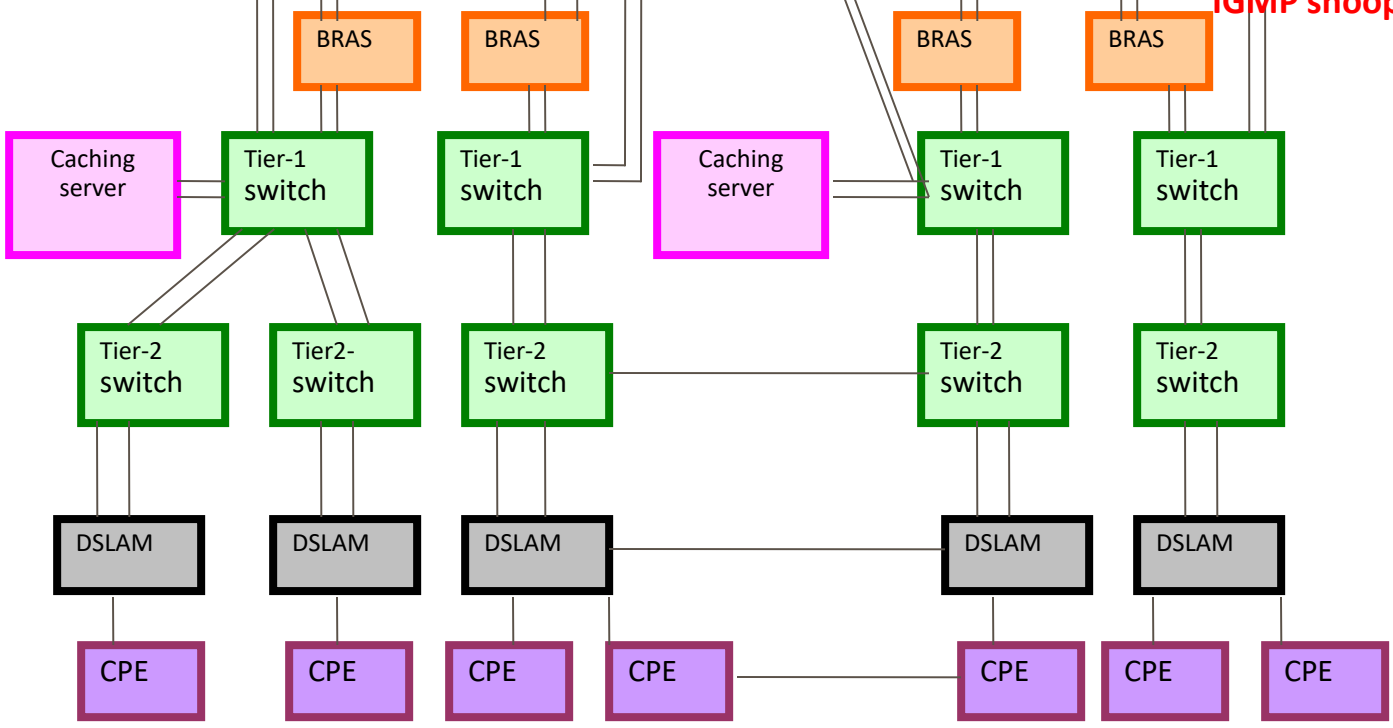 IGMP snoop
BRAS
BRAS
BRAS
BRAS
Caching
server
Tier-1
switch
Tier-1
switch
Caching
server
Tier-1
switch
Tier-1
switch
Tier-2
switch
Tier2-
switch
Tier-2
switch
Tier-2
switch
Tier-2
switch
DSLAM
DSLAM
DSLAM
DSLAM
DSLAM
CPE
CPE
CPE
CPE
CPE
CPE
CPE